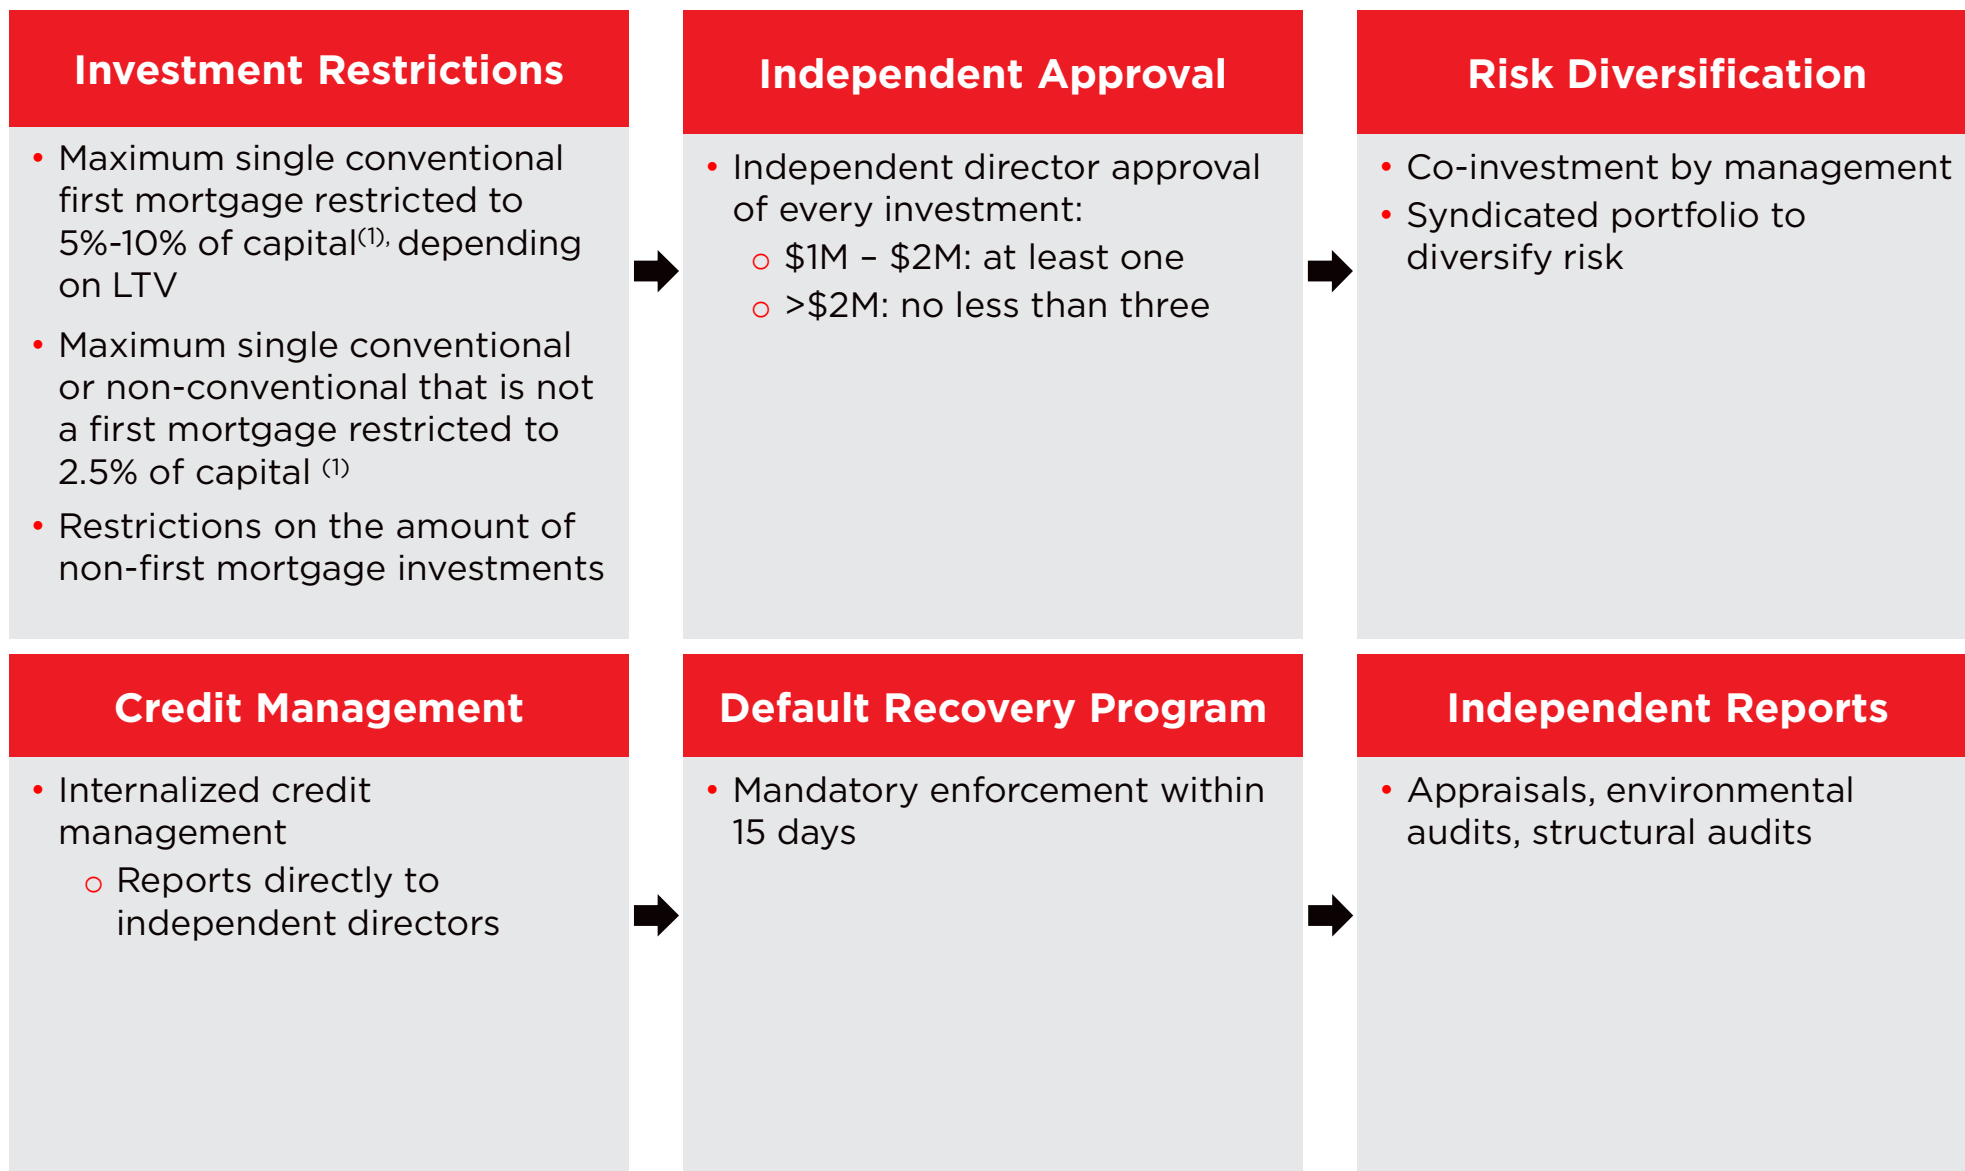 Investment Restrictions
• Maximum single conventional
first mortgage restricted to
5%-10% of capital(1), depending
on LTV
• Maximum single conventional
or non-conventional that is not
a first mortgage restricted to
2.5% of capital (1)
• Restrictions on the amount of
non-first mortgage investments
Independent Approval
• Independent director approval
of every investment:
o $1M – $2M: at least one
o >$2M: no less than three
Risk Diversification
• Co-investment by management
• Syndicated portfolio to
diversify risk
Credit Management
• Internalized credit
management
o Reports directly to
independent directors
Default Recovery Program
• Mandatory enforcement within
15 days
Independent Reports
• Appraisals, environmental
audits, structural audits